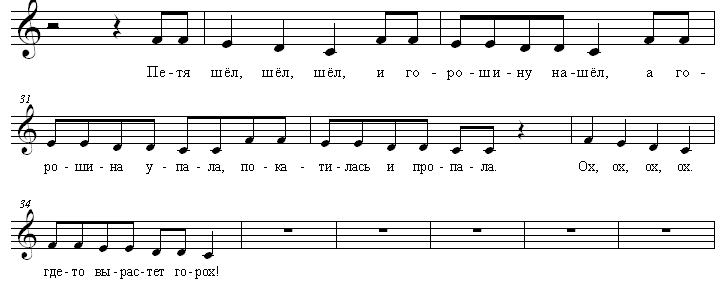 Пе-тя шёл, шёл, шёл, и го-ро-ши-ну на-шёл, а го-
31
ро-ши-на у-па-ла, по-ка-ти-лась и про-па-ла. Ох, ох, ох, ох.
34
где-то вы-рас-тет го-рох!